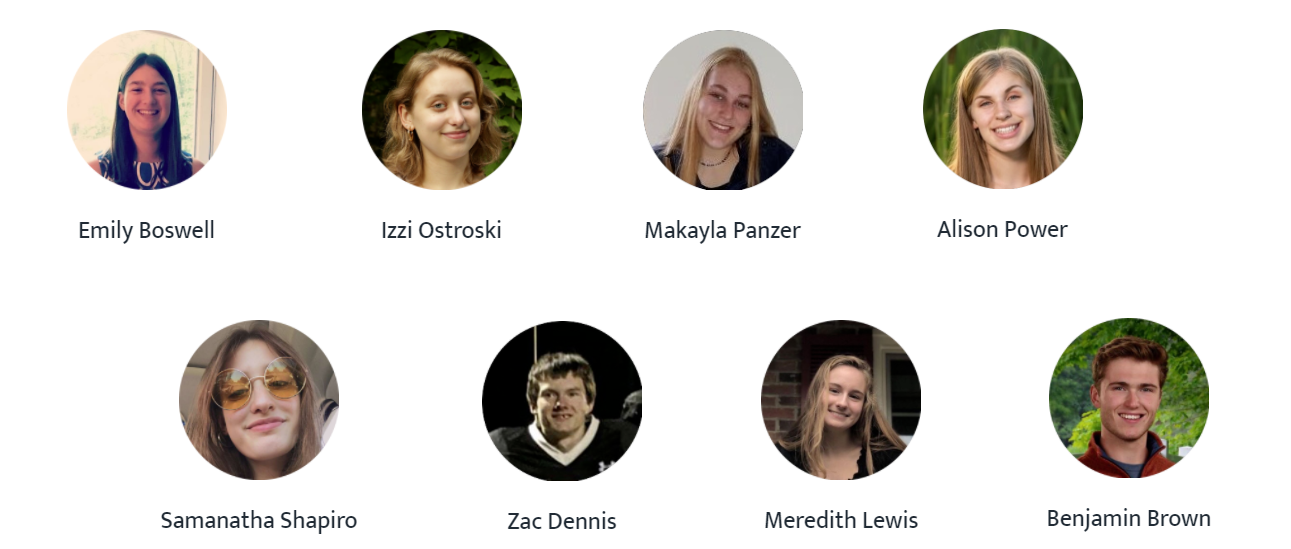 Emily Boswell
Izzi Ostroski
Makayla Panzer
Alison Power
Samanatha Shapiro
Zac Dennis
Meredith Lewis
Benjamin Brown